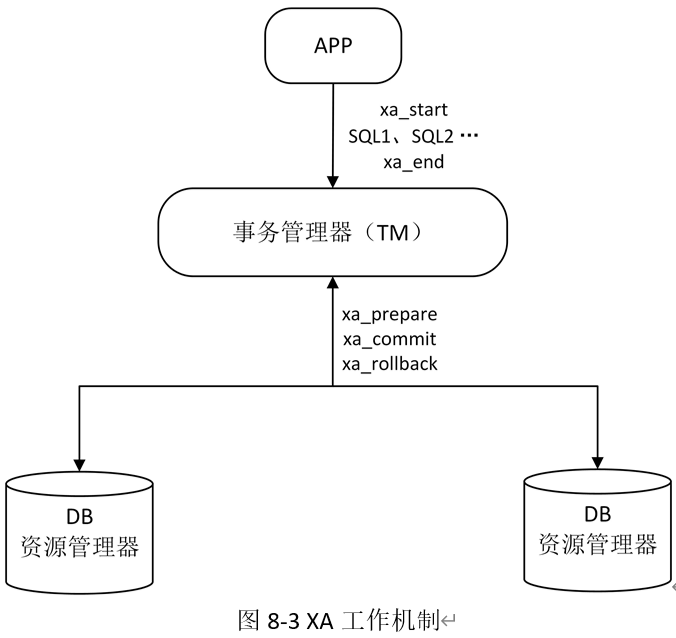 APP
xa_start
SQL1、SQL2 …
xa_end
事务管理器（TM）
xa_prepare
xa_commit
xa_rollback
DB
资源管理器
DB
资源管理器
图 8-3 XA 工作机制